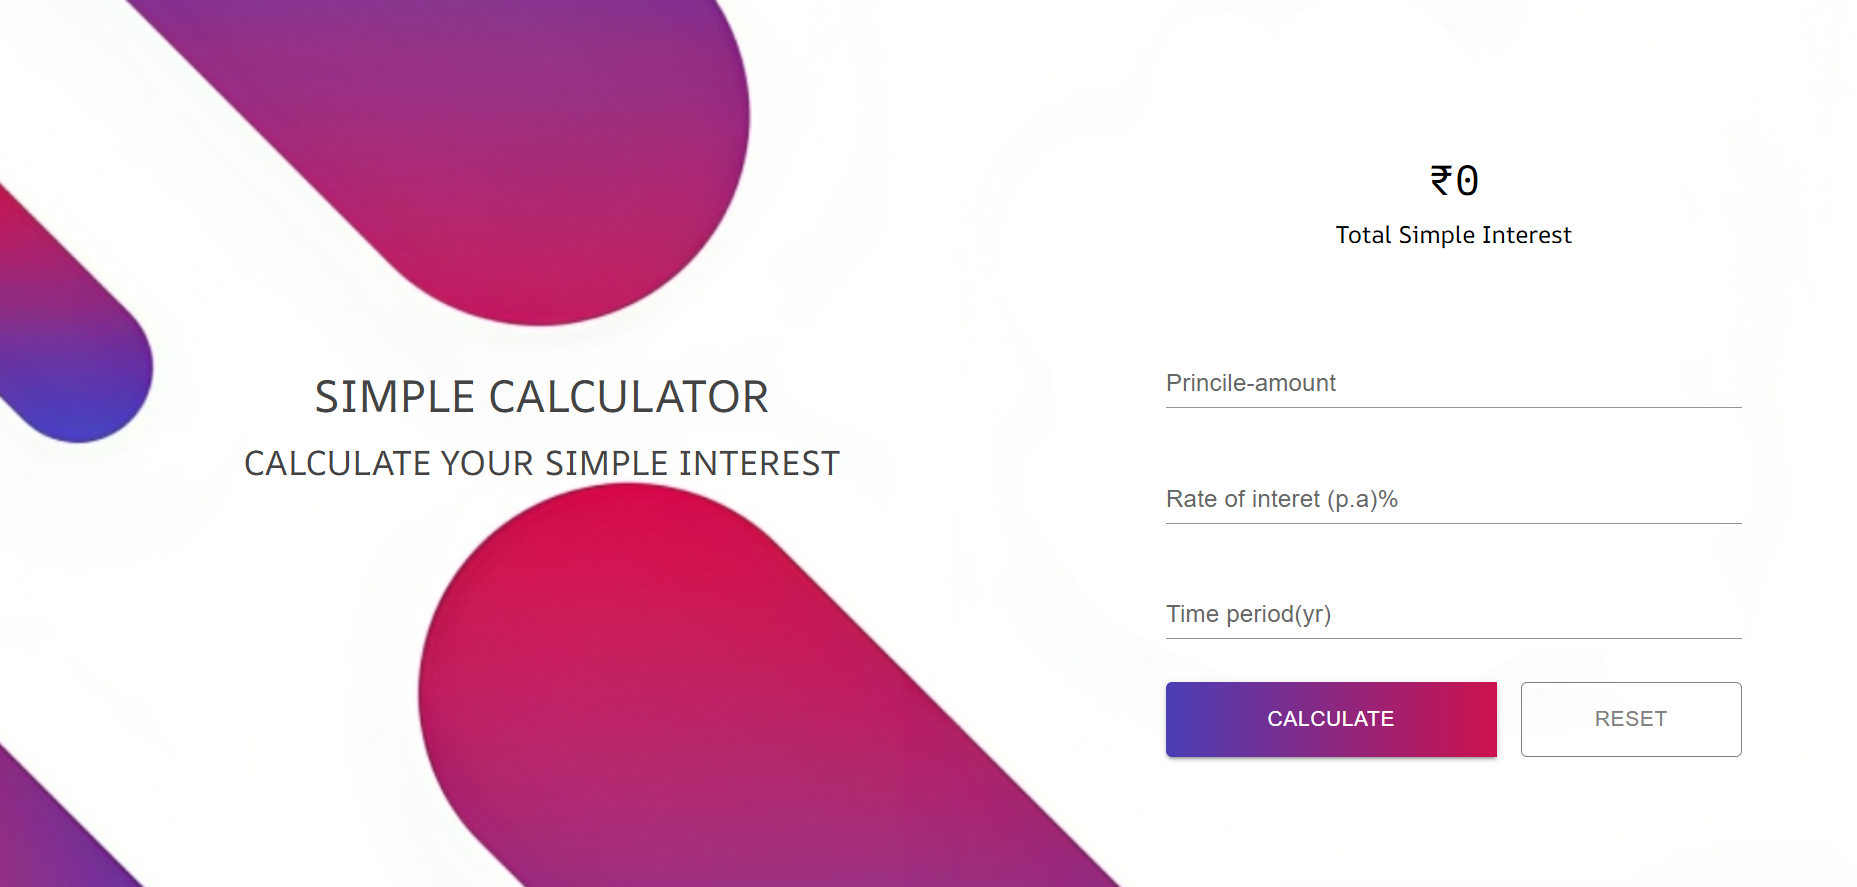 SIMPLE CALCULATOR
CALCULATE YOUR SIMPLE INTEREST
₹0
Total Simple Interest
Princile-amount
Rate of interet (p.a)%
Time period(yr)
CALCULATE
RESET